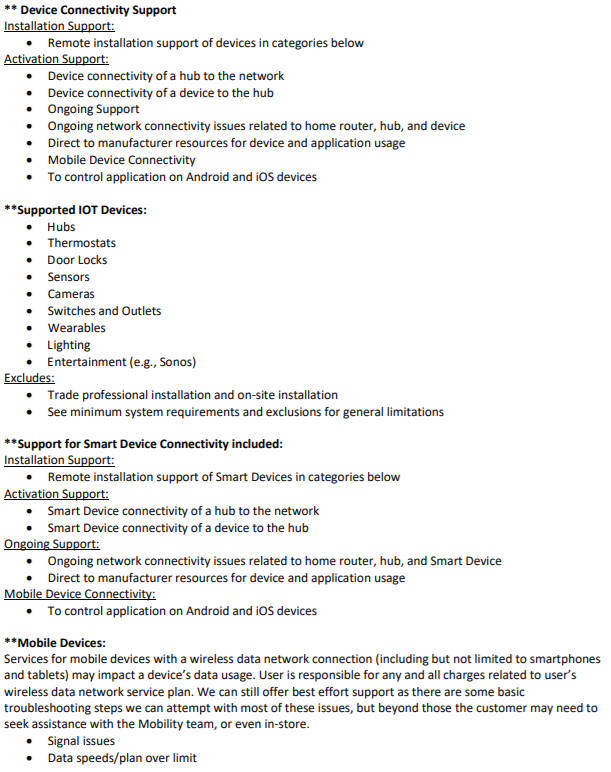 ** Device Connectivity Support
Installation Support:
• Remote installation support of devices in categories below
Activation Support:
• Device connectivity of a hub to the network
• Device connectivity of a device to the hub
• Ongoing Support
• Ongoing network connectivity issues related to home router, hub, and device
• Direct to manufacturer resources for device and application usage
• Mobile Device Connectivity
• To control application on Android and iOS devices
**Supported IOT Devices:
• Hubs
• Thermostats
• Door Locks
• Sensors
• Cameras
• Switches and Outlets
• Wearables
• Lighting
• Entertainment (e.g., Sonos)
Excludes:
• Trade professional installation and on-site installation
• See minimum system requirements and exclusions for general limitations
**Support for Smart Device Connectivity included:
Installation Support:
• Remote installation support of Smart Devices in categories below
Activation Support:
• Smart Device connectivity of a hub to the network
• Smart Device connectivity of a device to the hub
Ongoing Support:
• Ongoing network connectivity issues related to home router, hub, and Smart Device
• Direct to manufacturer resources for device and application usage
Mobile Device Connectivity:
• To control application on Android and iOS devices
**Mobile Devices:
Services for mobile devices with a wireless data network connection (including but not limited to smartphones
and tablets) may impact a device's data usage. User is responsible for any and all charges related to user's
wireless data network service plan. We can still offer best effort support as there are some basic
troubleshooting steps we can attempt with most of these issues, but beyond those the customer may need to
seek assistance with the Mobility team, or even in-store.
• Signal issues
• Data speeds/plan over limit